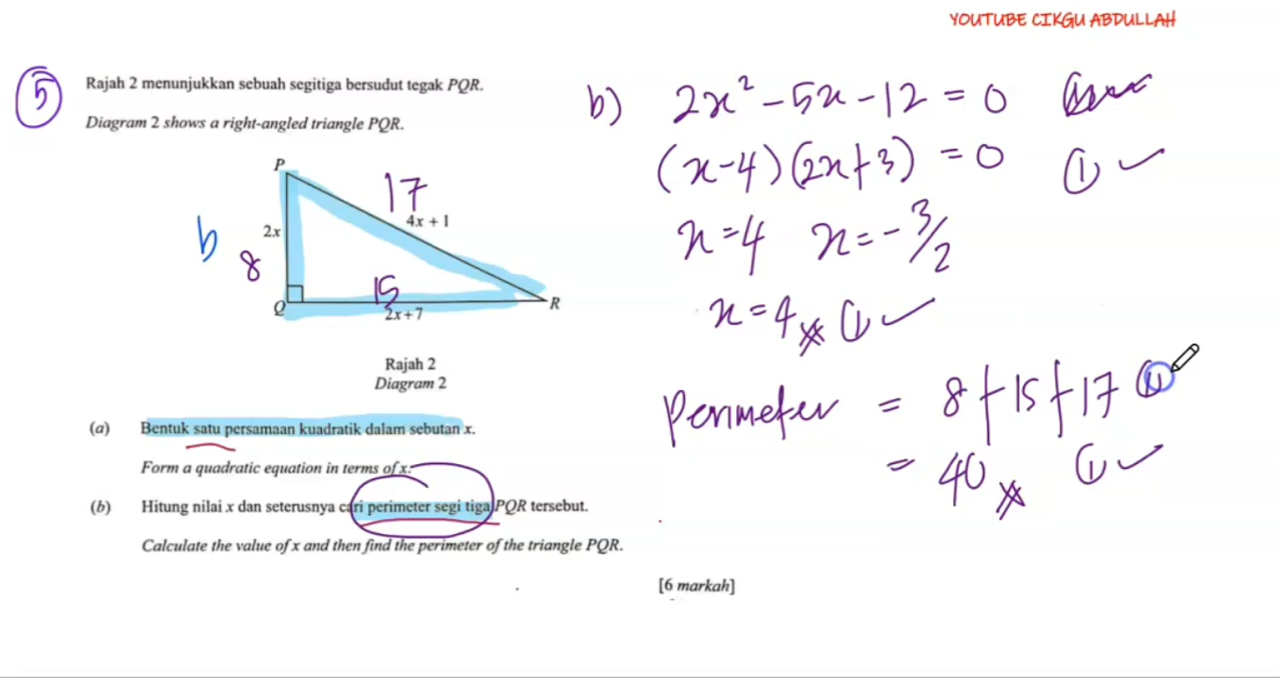 YOUTUBE CIKGU ABDULLAH
5
Rajah 2 menunjukkan sebuah segitiga bersudut tegak PQR.
Diagram 2 shows a right-angled triangle PQR.
P
17
4x + 1
b
2x
8
15
2x+7
Q
R
Rajah 2
Diagram 2
(a) Bentuk satu persamaan kuadratik dalam sebutan x.
Form a quadratic equation in terms of x.
(b) Hitung nilai x dan seterusnya cari perimeter segi tiga PQR tersebut.
Calculate the value of x and then find the perimeter of the triangle PQR.
[6 markah]
b) 2x² - 5x - 12 = 0
(x-4)(2x+3) = 0 ① ✓
x=4 x=-3/2
x=4 ① ✓
Perimeter = 8+15+17 ①
= 40 ① ✓